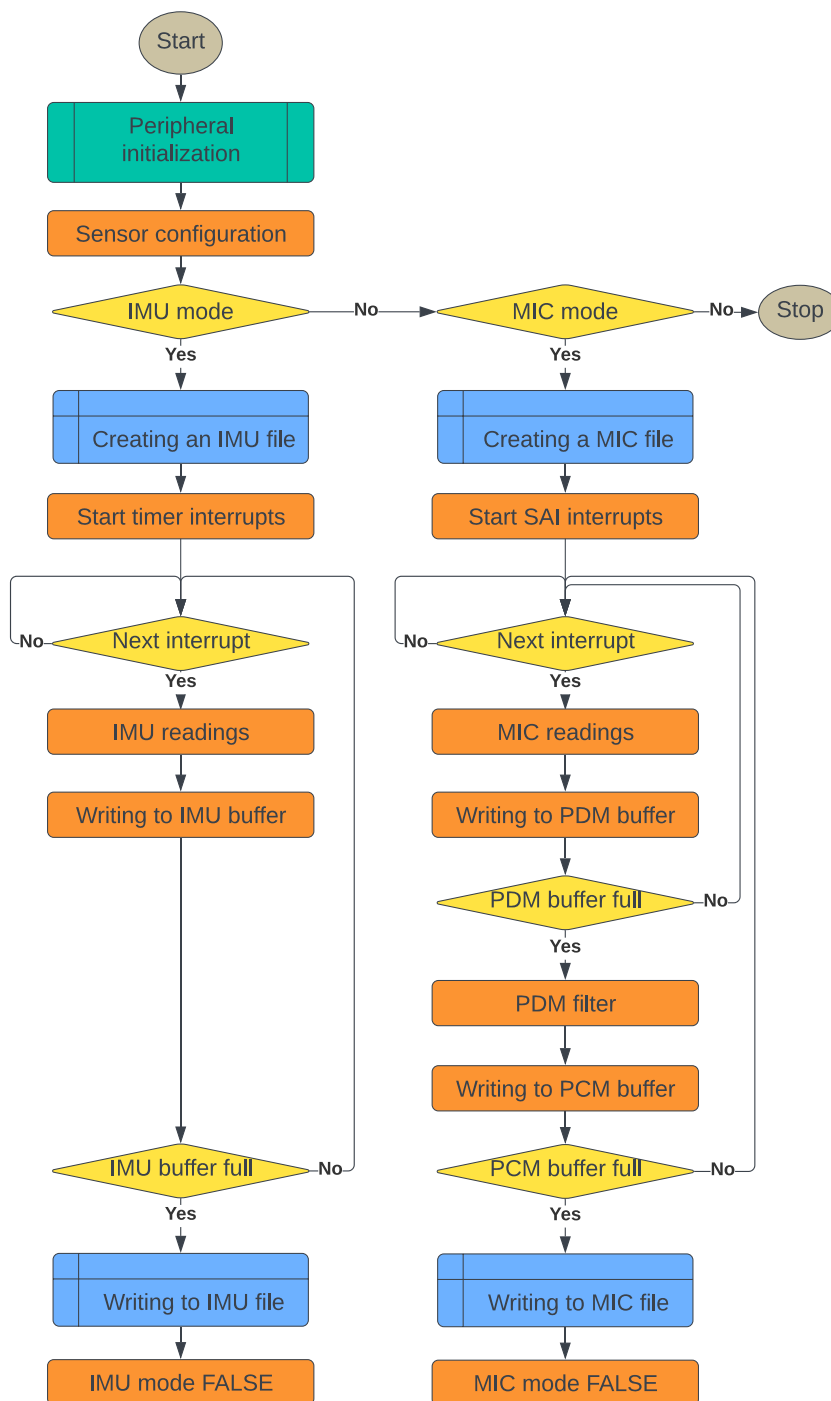 Start
Peripheral
initialization
Sensor configuration
IMU mode
No
MIC mode
No
Stop
Yes
Yes
Creating an IMU file
Creating a MIC file
Start timer interrupts
Start SAI interrupts
No
Next interrupt
No
Next interrupt
Yes
Yes
IMU readings
MIC readings
Writing to IMU buffer
Writing to PDM buffer
PDM buffer full
No
Yes
PDM filter
Writing to PCM buffer
IMU buffer full
No
PCM buffer full
No
Yes
Yes
Writing to IMU file
Writing to MIC file
IMU mode FALSE
MIC mode FALSE